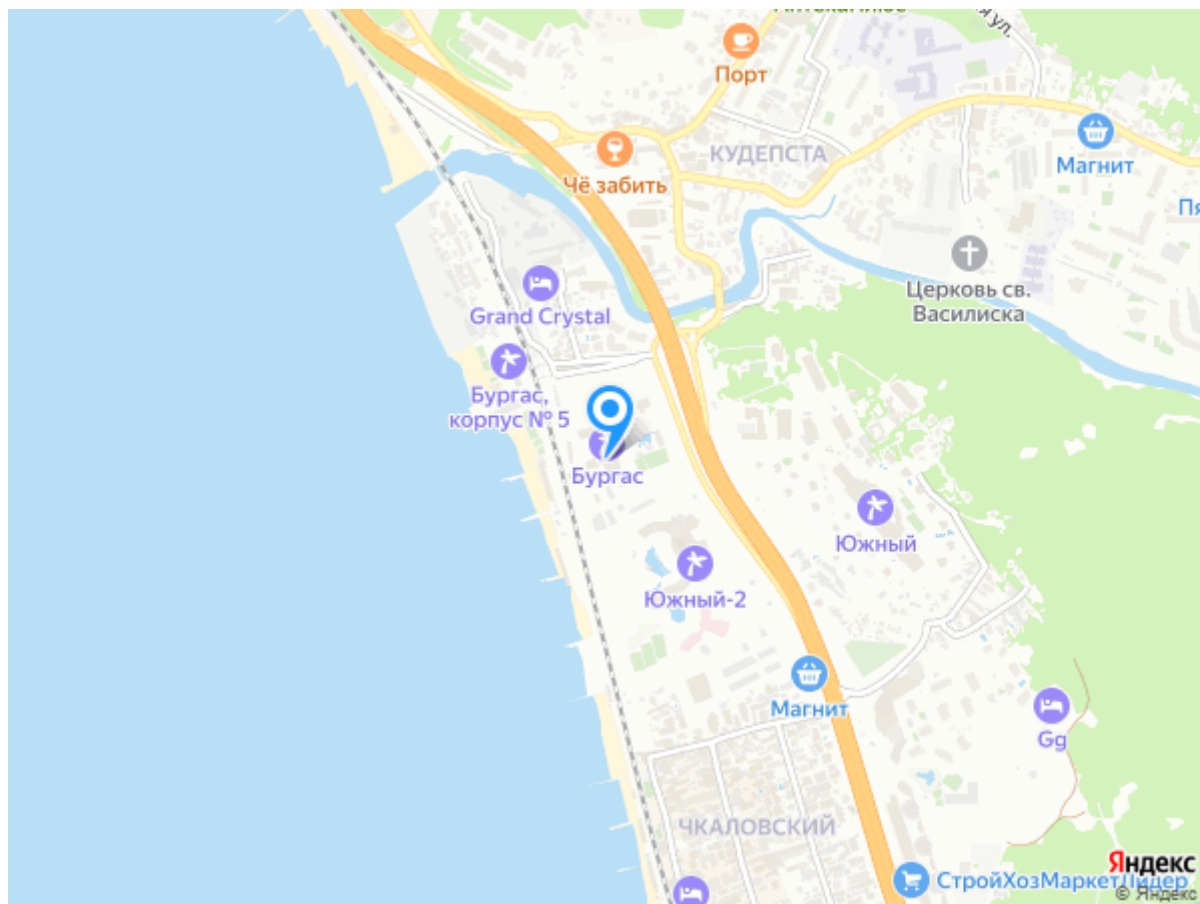 Порт
Чё забить
КУДЕПСТА
Магнит
Церковь св.
Василиска
Grand Crystal
Бургас,
корпус № 5
Бургас
Южный
Южный-2
Магнит
Gg
ЧКАЛОВСКИЙ
СтройХозМаркетЛидер
Яндекс
© Яндекс